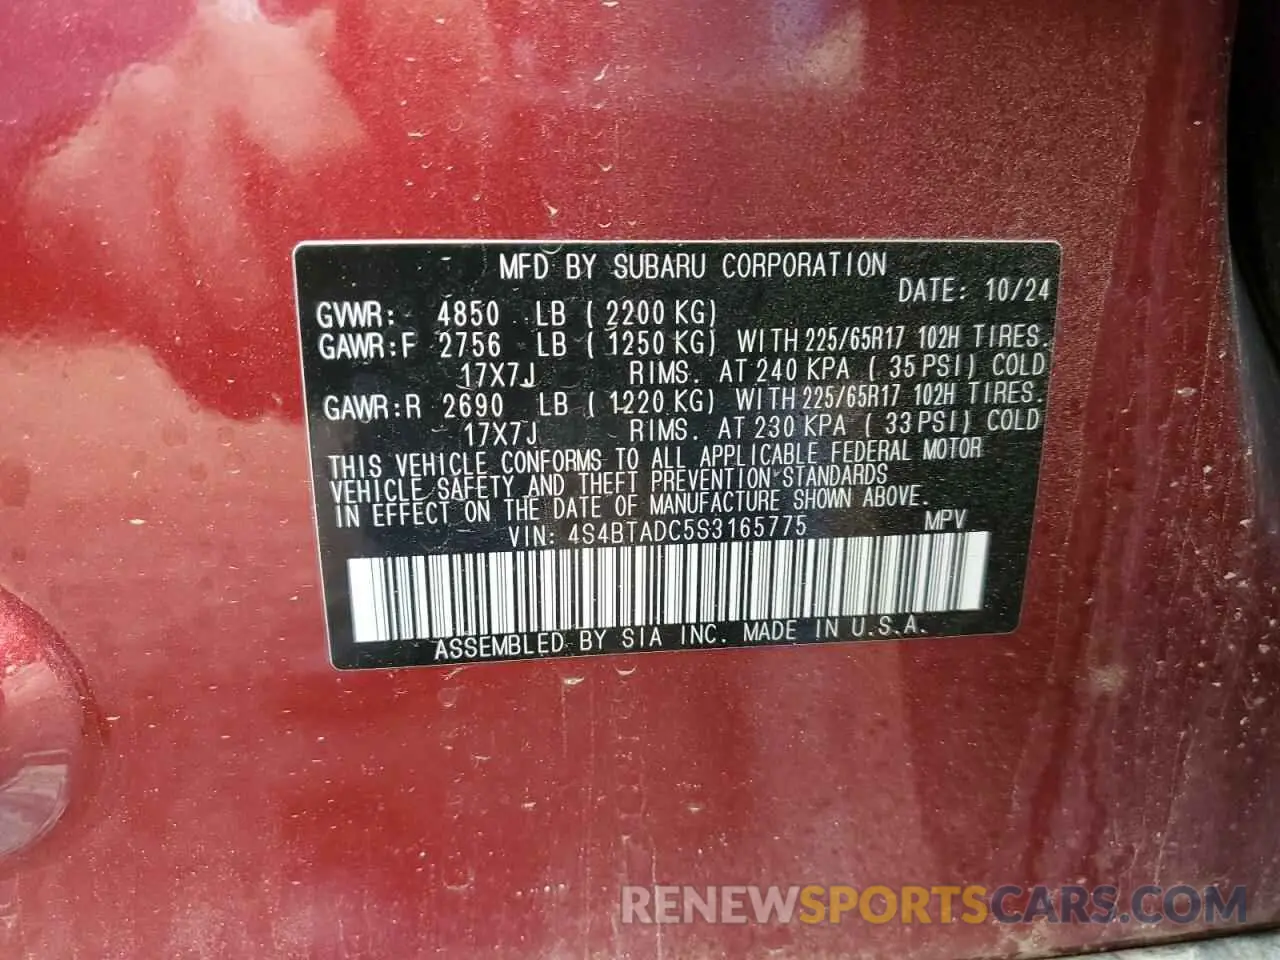 MFD BY SUBARU CORPORATION
DATE: 10/24
GVWR: 4850 LB ( 2200 KG)
GAWR:F 2756 LB ( 1250 KG) WITH 225/65R17 102H TIRES.
17X7J RIMS. AT 240 KPA ( 35 PSI) COLD
GAWR:R 2690 LB ( 1220 KG) WITH 225/65R17 102H TIRES.
17X7J RIMS. AT 230 KPA ( 33 PSI) COLD
THIS VEHICLE CONFORMS TO ALL APPLICABLE FEDERAL MOTOR
VEHICLE SAFETY AND THEFT PREVENTION STANDARDS
IN EFFECT ON THE DATE OF MANUFACTURE SHOWN ABOVE.
VIN: 4S4BTADC5S3165775 MPV
ASSEMBLED BY SIA INC. MADE IN U.S.A.
RENEWSPORTSCARS.COM